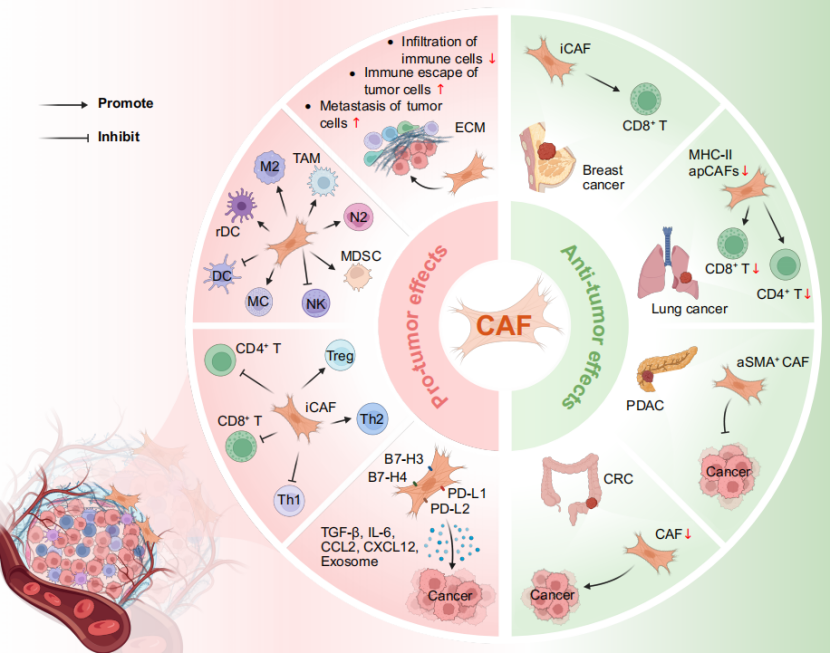 Promote
Inhibit
• Infiltration of
immune cells ↓
• Immune escape of
tumor cells ↑
• Metastasis of tumor
cells ↑
ECM
M2
TAM
N2
rDC
MDSC
DC
MC
NK
CD4⁺ T
Treg
iCAF
CD8⁺ T
Th2
Th1
B7-H3
B7-H4
PD-L1
PD-L2
TGF-β, IL-6,
CCL2, CXCL12,
Exosome
Cancer
Pro-tumor effects
CAF
Anti-tumor effects
iCAF
CD8⁺ T
Breast
cancer
MHC-II
apCAFs↓
CD8⁺ T↓
CD4⁺ T↓
Lung cancer
aSMA⁺ CAF
PDAC
Cancer
CRC
CAF↓
Cancer